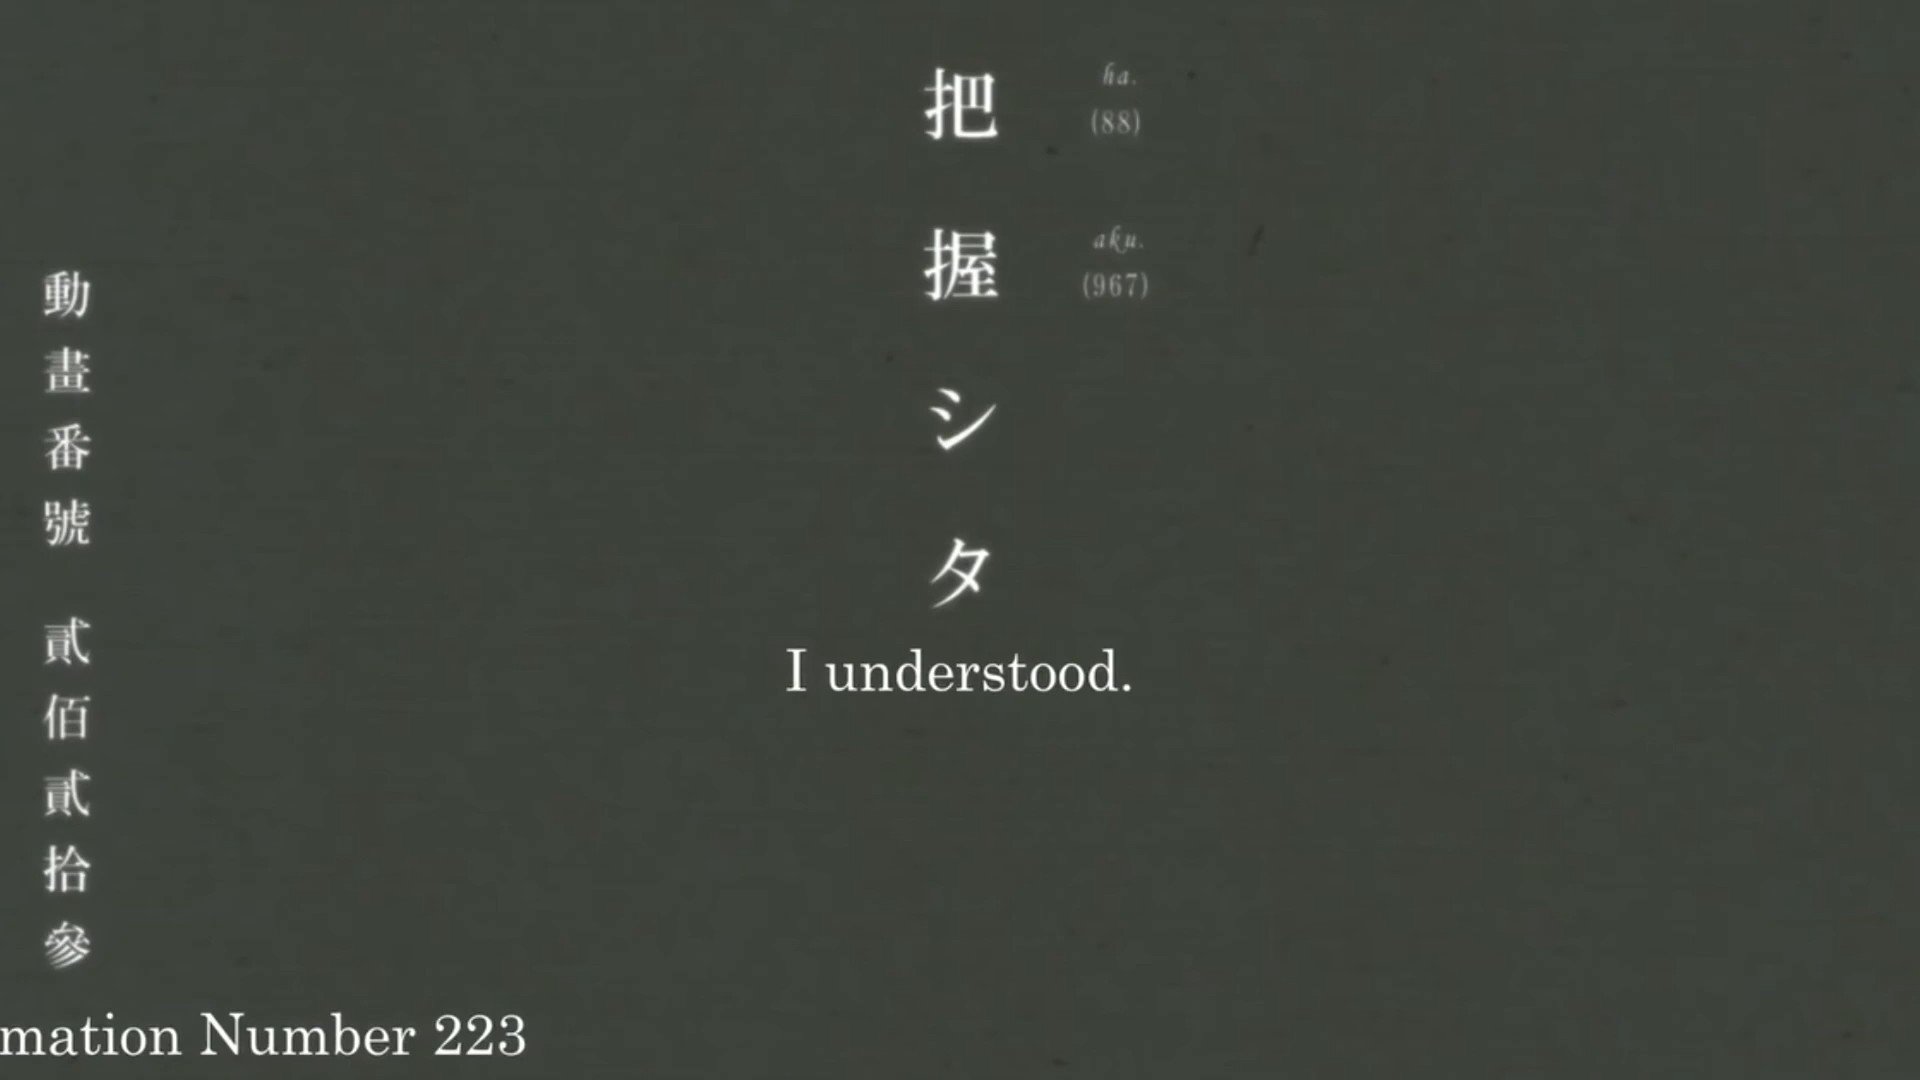 把握シタ
ha.
(88)
aku.
(967)
I understood.
動畫番號 貳佰貳拾參
mation Number 223